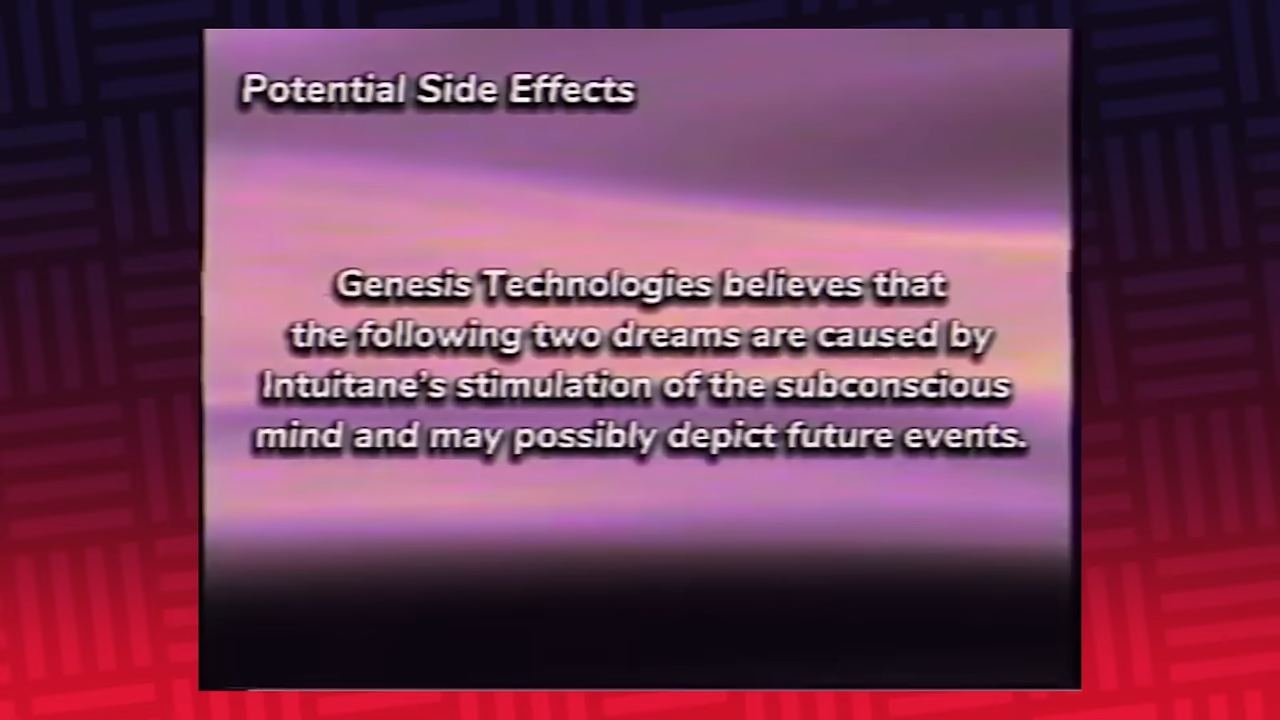 Potential Side Effects
Genesis Technologies believes that
the following two dreams are caused by
Intuitane's stimulation of the subconscious
mind and may possibly depict future events.